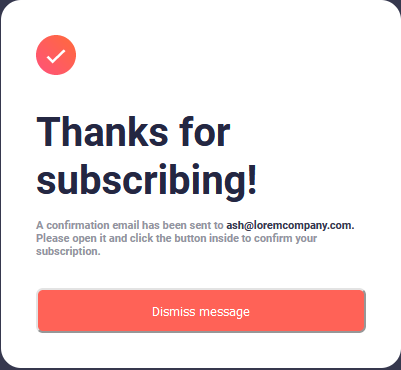 Thanks for
subscribing!
A confirmation email has been sent to ash@loremcompany.com.
Please open it and click the button inside to confirm your
subscription.
Dismiss message